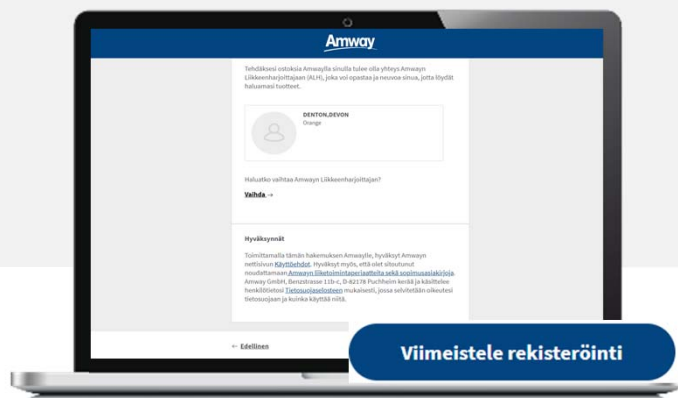 Amway
Tehdäksesi ostoksia Amwaylla sinulla tulee olla yhteys Amwayn
Liikkeenharjoittajaan (ALH), joka voi opastaa ja neuvoa sinua, jotta löydät
haluamasi tuotteet.
DENTON,DEVON
Orange
Haluatko vaihtaa Amwayn Liikkeenharjoittajan?
Vaihda →
Hyväksynnät
Toimittamalla tämän hakemuksen Amwaylle, hyväksyt Amwayn
nettisivun Käyttöehdot. Hyväksyt myös, että olet sitoutunut
noudattamaan Amwayn liiketoimintaperiaatteita sekä sopimusasiakirjoja.
Amway GmbH, Benzstrasse 11b-c, D-82178 Puchheim kerää ja käsittelee
henkilötietosi Tietosuojaselosteen mukaisesti, jossa selvitetään oikeutesi
tietosuojaan ja kuinka käyttää niitä.
← Edellinen
Viimeistele rekisteröinti